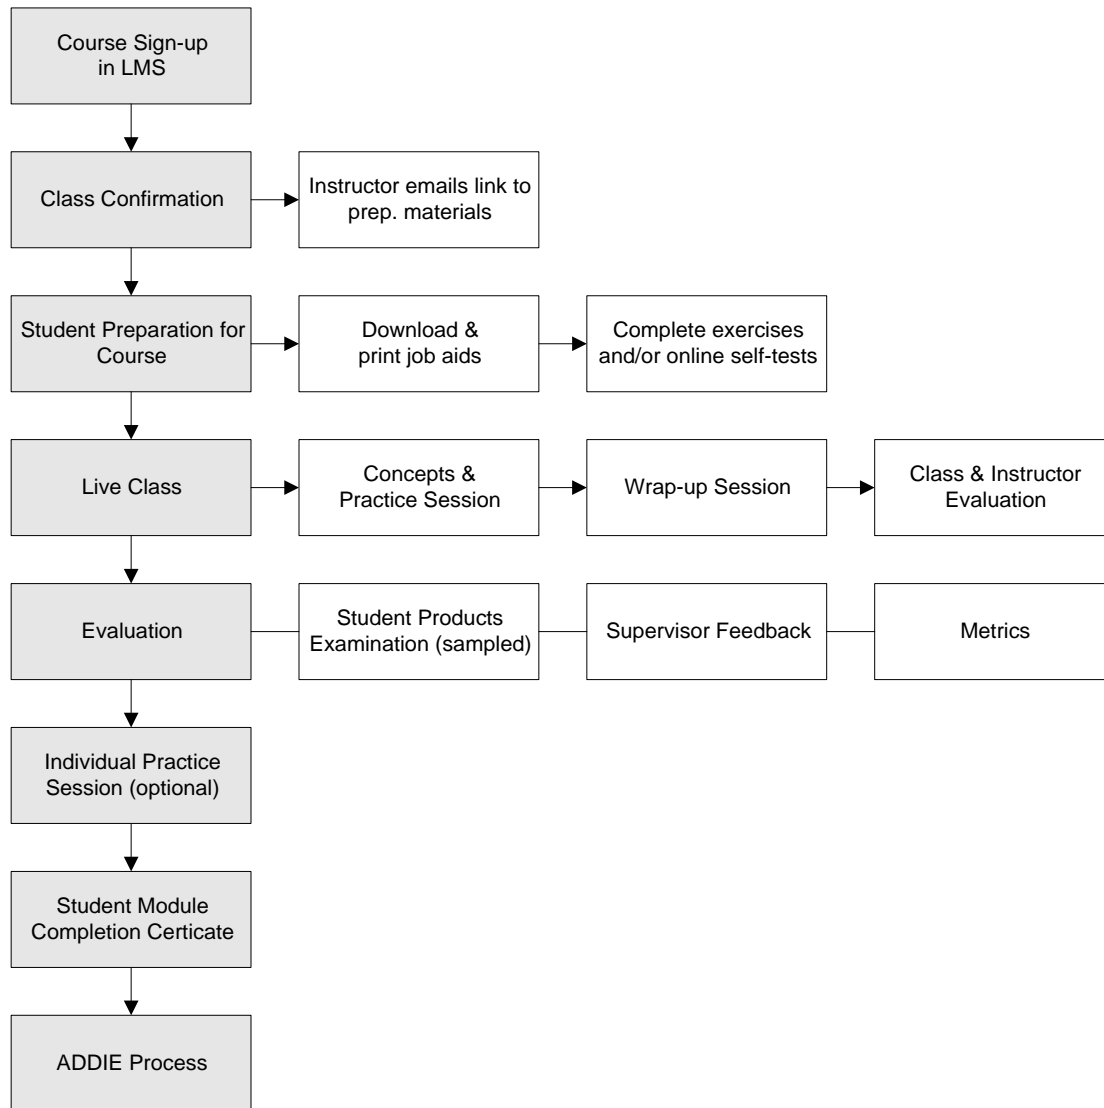 Course Sign-up
in LMS
Class Confirmation
Instructor emails link to
prep. materials
Student Preparation for
Course
Download &
print job aids
Complete exercises
and/or online self-tests
Live Class
Concepts &
Practice Session
Wrap-up Session
Class & Instructor
Evaluation
Evaluation
Student Products
Examination (sampled)
Supervisor Feedback
Metrics
Individual Practice
Session (optional)
Student Module
Completion Certicate
ADDIE Process